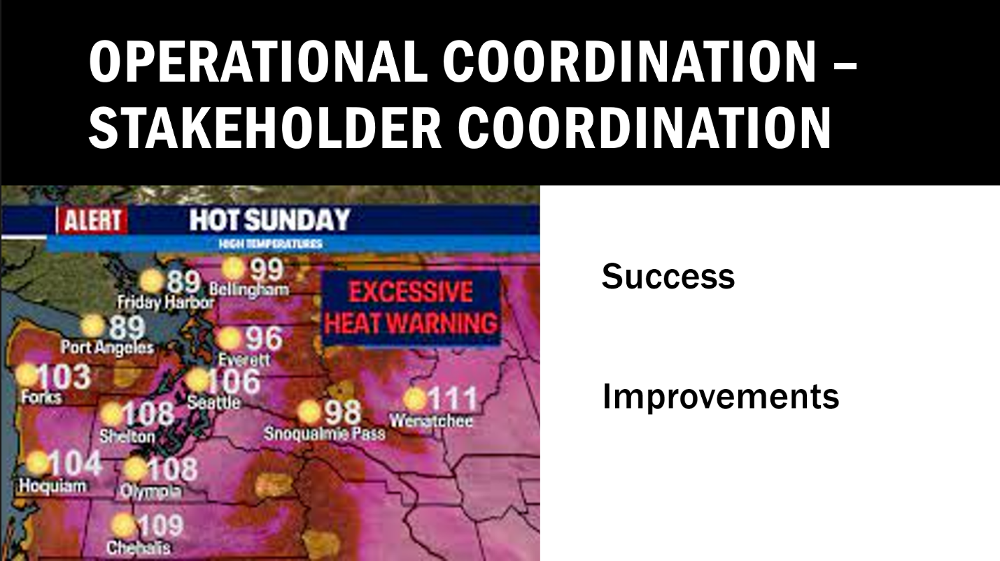 OPERATIONAL COORDINATION –
STAKEHOLDER COORDINATION
ALERT
HOT SUNDAY
HIGH TEMPERATURES
99
Bellingham
89
Friday Harbor
EXCESSIVE
HEAT WARNING
89
Port Angeles
96
Everett
103
Forks
106
Seattle
108
Shelton
98
Snoqualmie Pass
111
Wenatchee
104
Hoquiam
108
Olympia
109
Chehalis
Success
Improvements